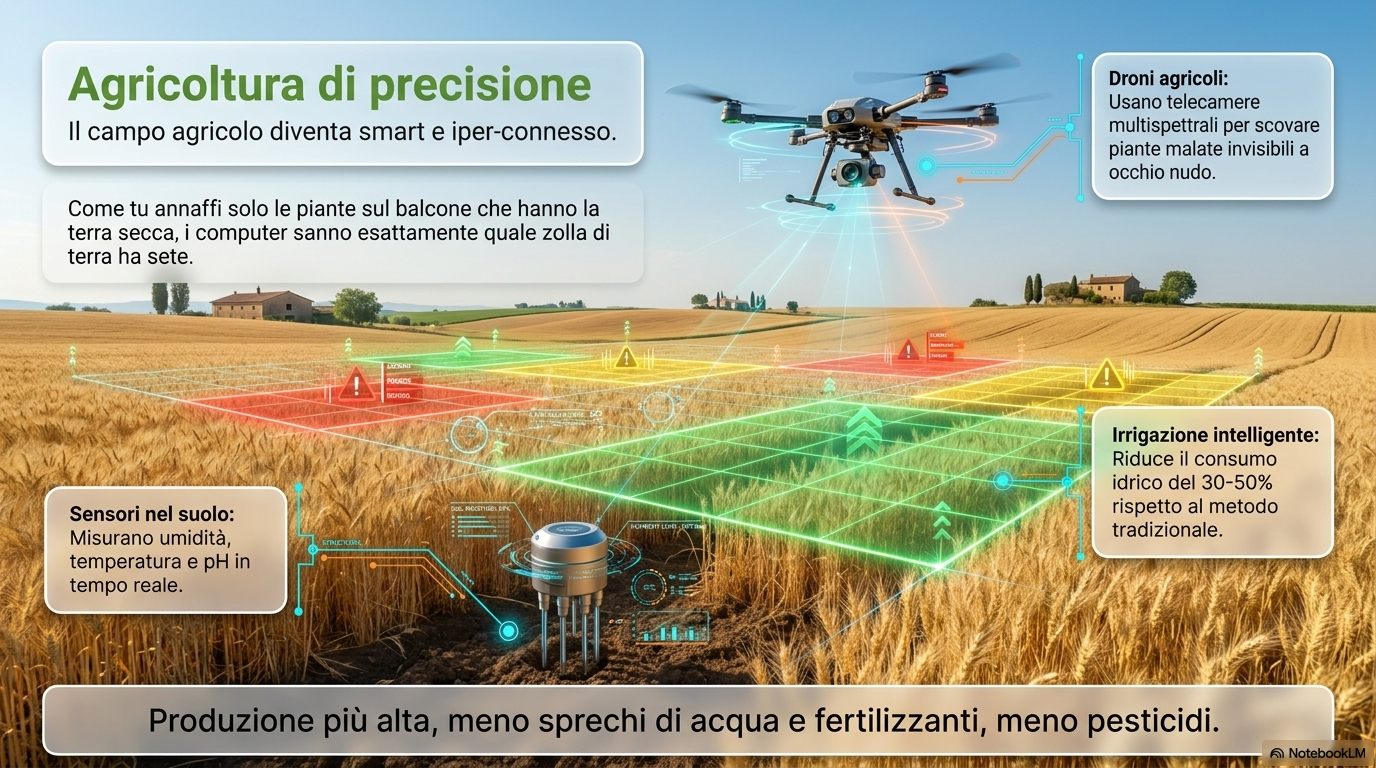 Agricoltura di precisione
Il campo agricolo diventa smart e iper-connesso.
Come tu annaffi solo le piante sul balcone che hanno la
terra secca, i computer sanno esattamente quale zolla di
terra ha sete.
Droni agricoli:
Usano telecamere
multispettrali per scovare
piante malate invisibili a
occhio nudo.
Irrigazione intelligente:
Riduce il consumo
idrico del 30-50%
rispetto al metodo
tradizionale.
Sensori nel suolo:
Misurano umidità,
temperatura e pH in
tempo reale.
Produzione più alta, meno sprechi di acqua e fertilizzanti, meno pesticidi.
NotebookLM